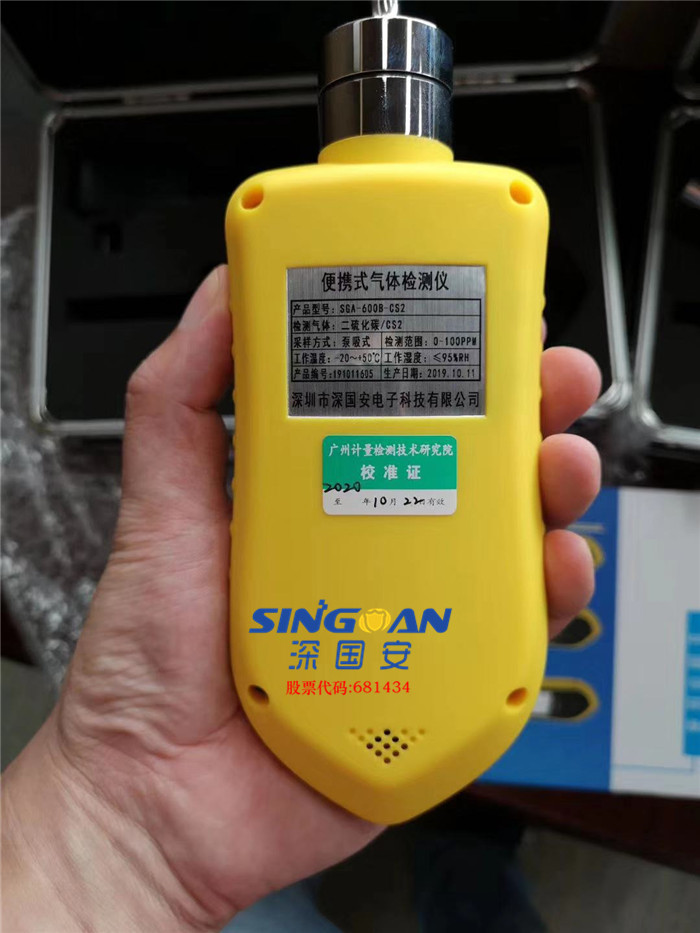 便携式气体检测仪
产品型号: SGA-600B-CS2
检测气体: 二硫化碳/CS2
采样方式: 泵吸式 检测范围: 0-100PPM
工作温度: -20~+50℃ 工作湿度: ≤95%RH
产品编号: 191011605 生产日期: 2019.10.11
深圳市深国安电子科技有限公司
广州计量检测技术研究院
校准证
2020
至 年10月22日有效
SINGOAN
深国安
股票代码:681434